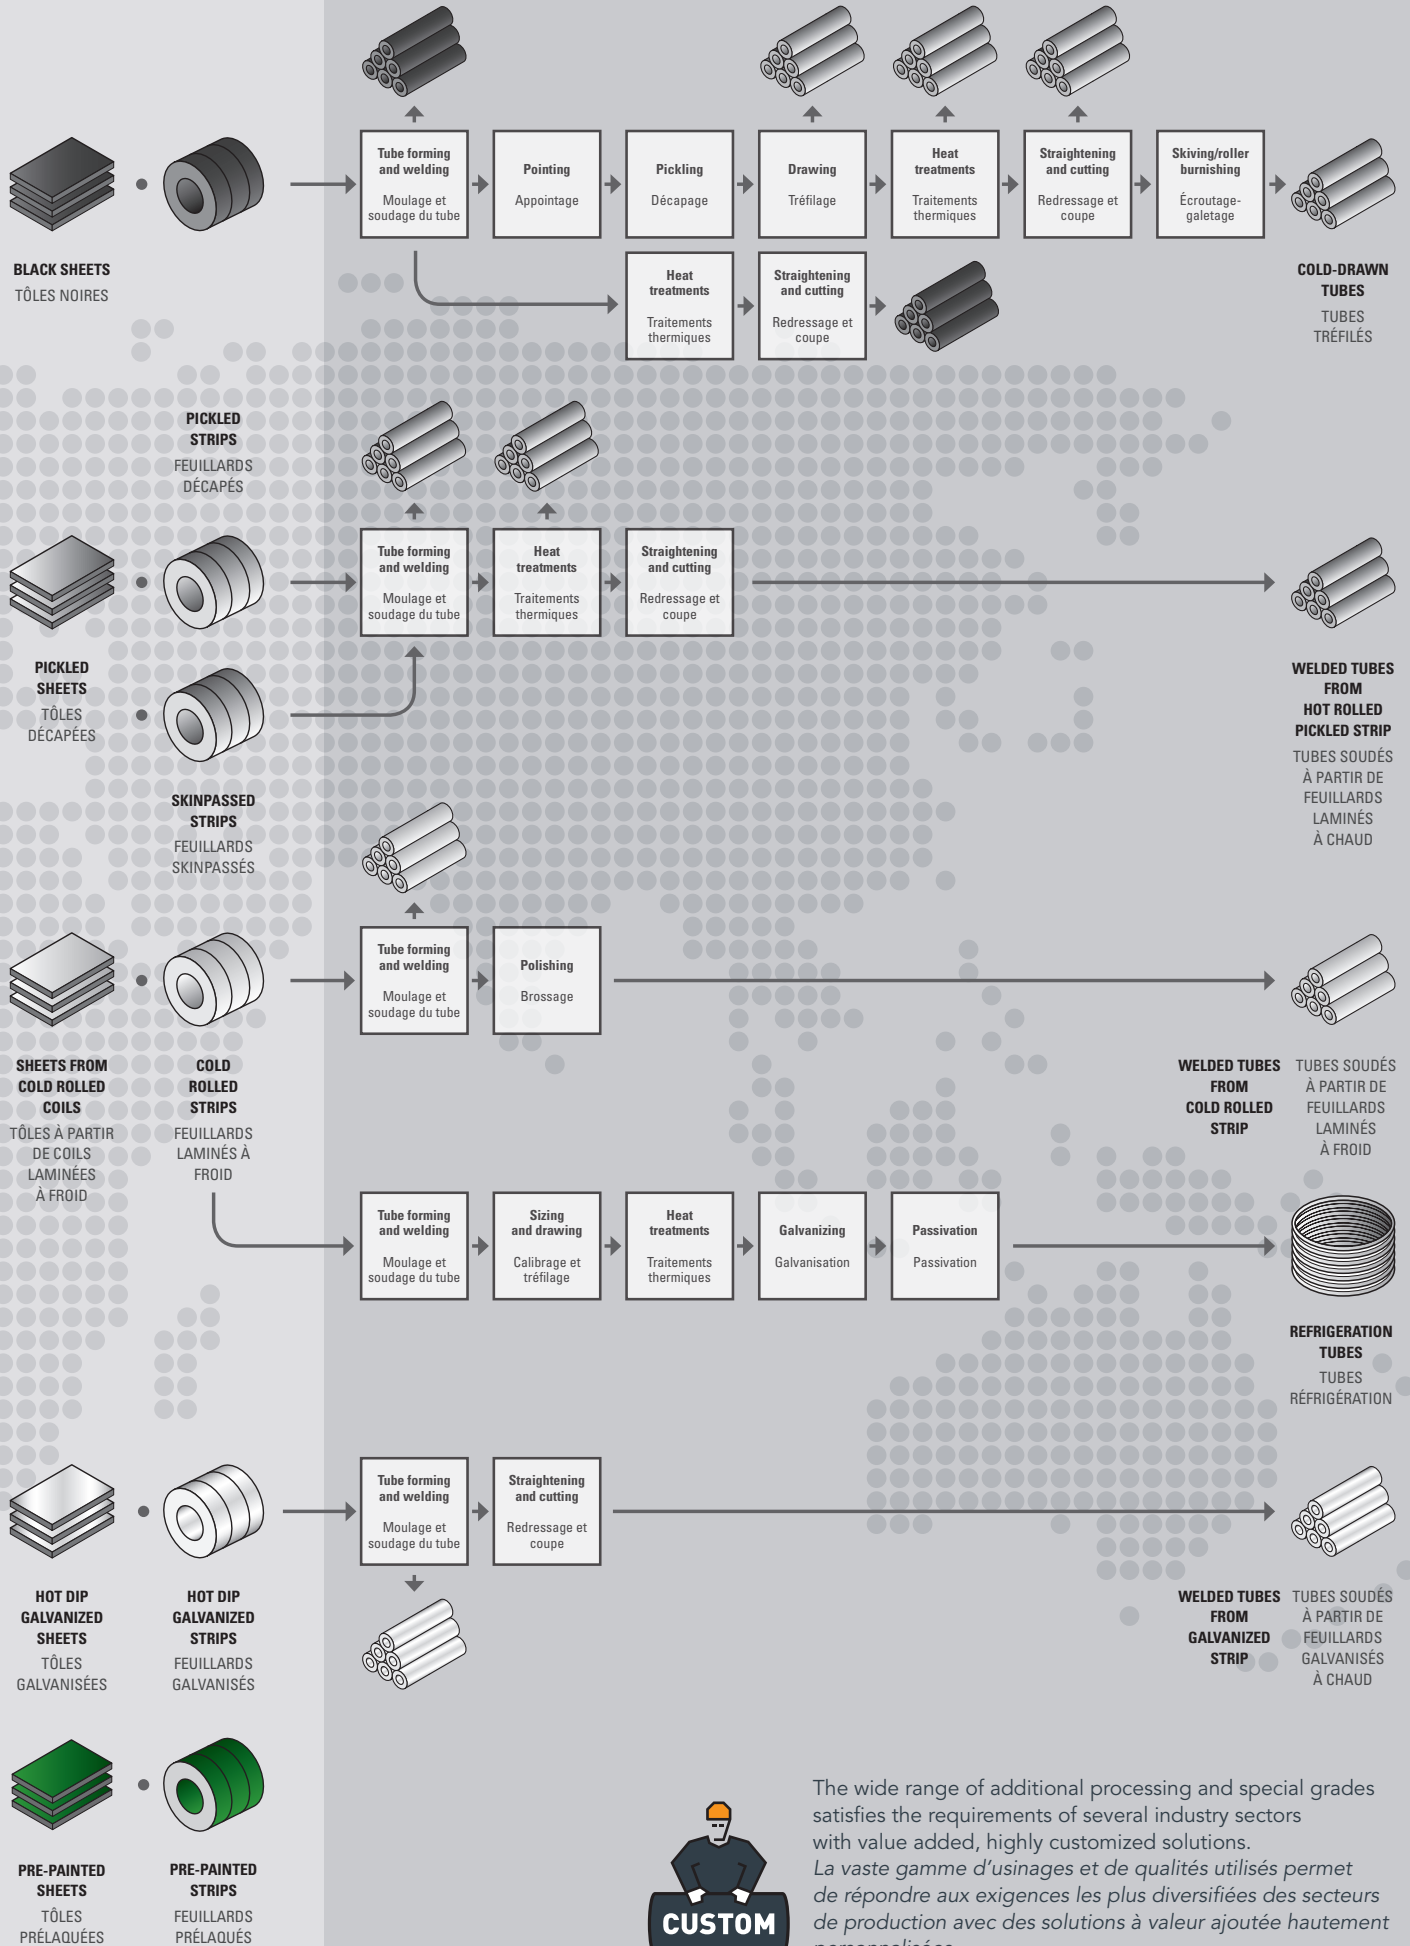 Tube forming
and welding
Moulage et
soudage du tube
Pointing
Appointage
Pickling
Décapage
Drawing
Tréfilage
Heat
treatments
Traitements
thermiques
Straightening
and cutting
Redressage et
coupe
Skiving/roller
burnishing
Écroutage-
galetage
BLACK SHEETS
TÔLES NOIRES
Heat
treatments
Traitements
thermiques
Straightening
and cutting
Redressage et
coupe
COLD-DRAWN
TUBES
TUBES
TRÉFILÉS
PICKLED
STRIPS
FEUILLARDS
DÉCAPÉS
Tube forming
and welding
Moulage et
soudage du tube
Heat
treatments
Traitements
thermiques
Straightening
and cutting
Redressage et
coupe
PICKLED
SHEETS
TÔLES
DÉCAPÉES
WELDED TUBES
FROM
HOT ROLLED
PICKLED STRIP
TUBES SOUDÉS
À PARTIR DE
FEUILLARDS
LAMINÉS
À CHAUD
SKINPASSED
STRIPS
FEUILLARDS
SKINPASSÉS
Tube forming
and welding
Moulage et
soudage du tube
Polishing
Brossage
SHEETS FROM
COLD ROLLED
COILS
TÔLES À PARTIR
DE COILS
LAMINÉES
À FROID
COLD
ROLLED
STRIPS
FEUILLARDS
LAMINÉS À
FROID
WELDED TUBES
FROM
COLD ROLLED
STRIP
TUBES SOUDÉS
À PARTIR DE
FEUILLARDS
LAMINÉS
À FROID
Tube forming
and welding
Moulage et
soudage du tube
Sizing
and drawing
Calibrage et
tréfilage
Heat
treatments
Traitements
thermiques
Galvanizing
Galvanisation
Passivation
Passivation
REFRIGERATION
TUBES
TUBES
RÉFRIGÉRATION
Tube forming
and welding
Moulage et
soudage du tube
Straightening
and cutting
Redressage et
coupe
HOT DIP
GALVANIZED
SHEETS
TÔLES
GALVANISÉES
HOT DIP
GALVANIZED
STRIPS
FEUILLARDS
GALVANISÉS
WELDED TUBES
FROM
GALVANIZED
STRIP
TUBES SOUDÉS
À PARTIR DE
FEUILLARDS
GALVANISÉS
À CHAUD
PRE-PAINTED
SHEETS
TÔLES
PRÉLAQUÉES
PRE-PAINTED
STRIPS
FEUILLARDS
PRÉLAQUÉS
CUSTOM
The wide range of additional processing and special grades
satisfies the requirements of several industry sectors
with value added, highly customized solutions.
La vaste gamme d'usinages et de qualités utilisés permet
de répondre aux exigences les plus diversifiées des secteurs
de production avec des solutions à valeur ajoutée hautement